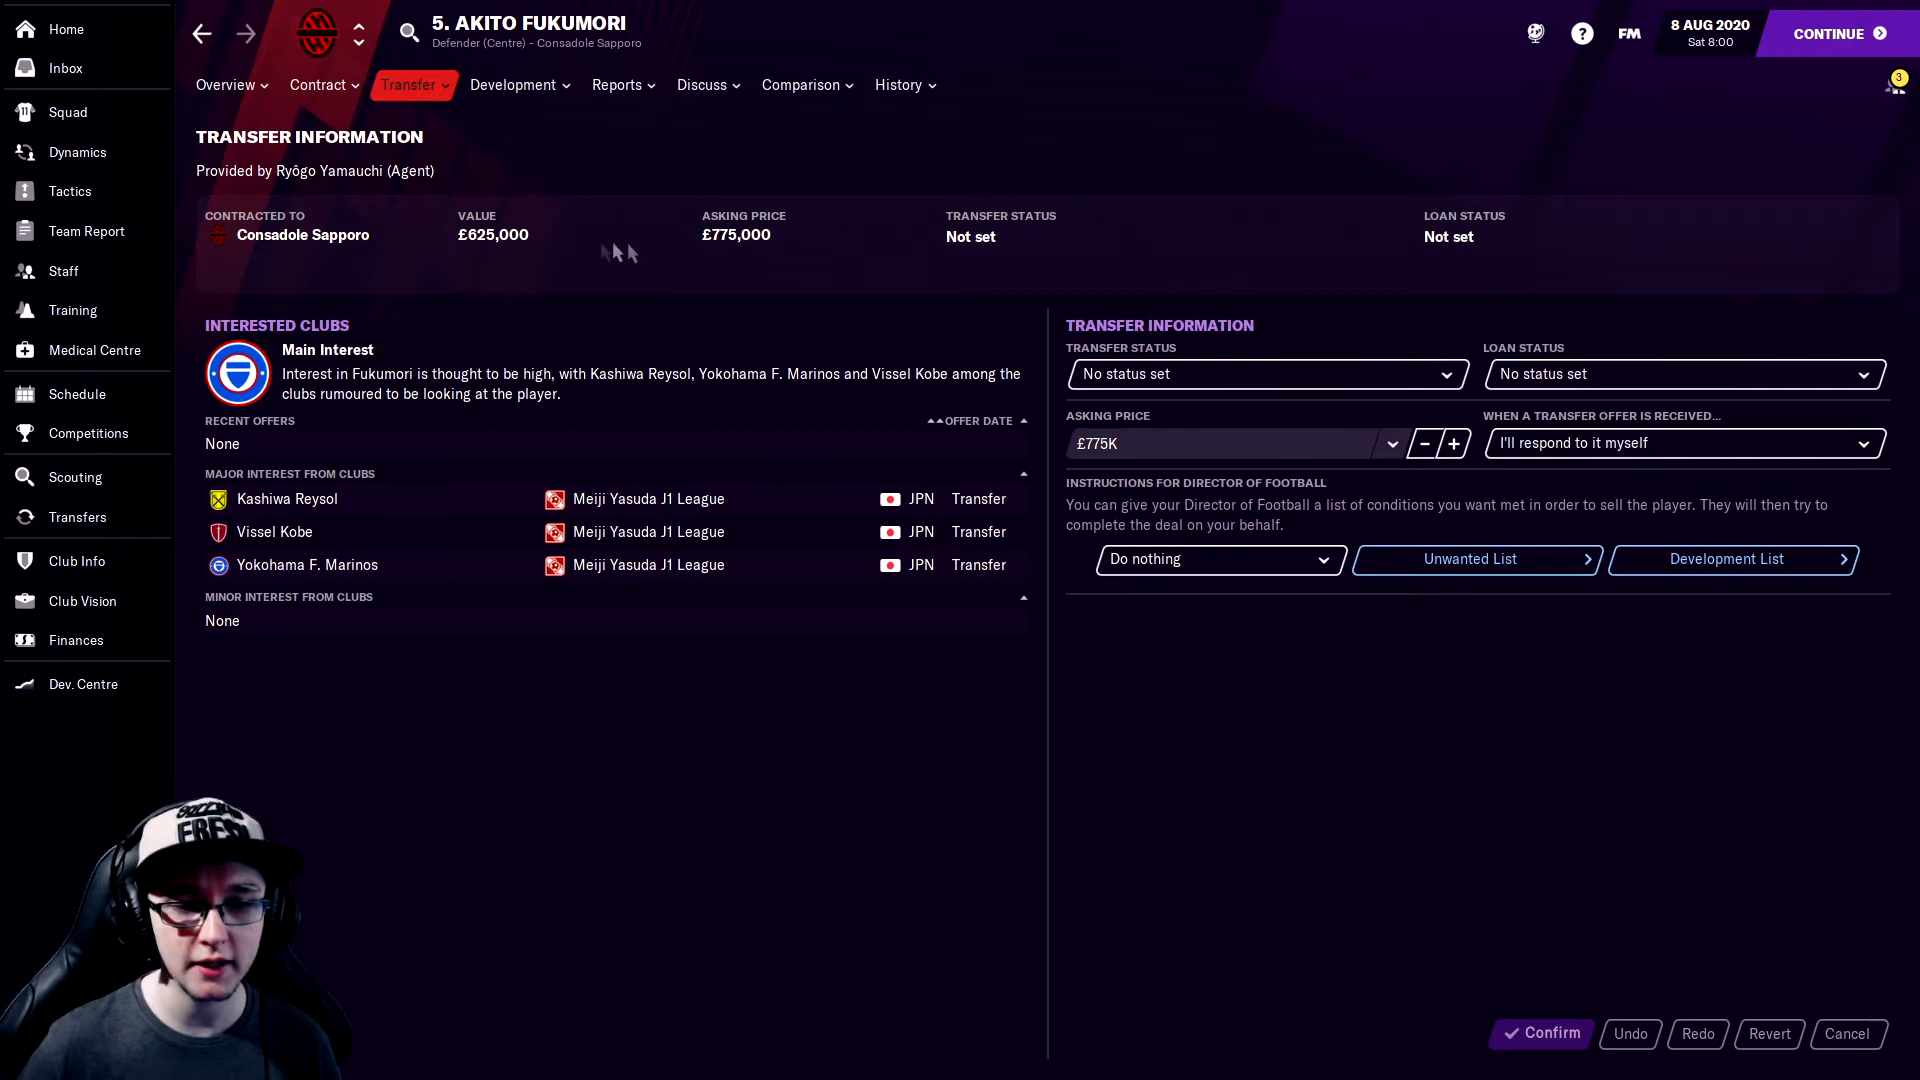 Home
Inbox
Squad
Dynamics
Tactics
Team Report
Staff
Training
Medical Centre
Schedule
Competitions
Scouting
Transfers
Club Info
Club Vision
Finances
Dev. Centre
5. AKITO FUKUMORI
Defender (Centre) - Consadole Sapporo
?
FM
8 AUG 2020
Sat 8:00
CONTINUE
3
Overview
Contract
Transfer
Development
Reports
Discuss
Comparison
History
TRANSFER INFORMATION
Provided by Ryôgo Yamauchi (Agent)
CONTRACTED TO
Consadole Sapporo
VALUE
£625,000
ASKING PRICE
£775,000
TRANSFER STATUS
Not set
LOAN STATUS
Not set
INTERESTED CLUBS
Main Interest
Interest in Fukumori is thought to be high, with Kashiwa Reysol, Yokohama F. Marinos and Vissel Kobe among the
clubs rumoured to be looking at the player.
RECENT OFFERS OFFER DATE
None
MAJOR INTEREST FROM CLUBS
Kashiwa Reysol Meiji Yasuda J1 League JPN Transfer
Vissel Kobe Meiji Yasuda J1 League JPN Transfer
Yokohama F. Marinos Meiji Yasuda J1 League JPN Transfer
MINOR INTEREST FROM CLUBS
None
TRANSFER INFORMATION
TRANSFER STATUS
No status set
LOAN STATUS
No status set
ASKING PRICE
£775K
WHEN A TRANSFER OFFER IS RECEIVED...
I'll respond to it myself
INSTRUCTIONS FOR DIRECTOR OF FOOTBALL
You can give your Director of Football a list of conditions you want met in order to sell the player. They will then try to
complete the deal on your behalf.
Do nothing
Unwanted List
Development List
Confirm
Undo
Redo
Revert
Cancel
FRESH